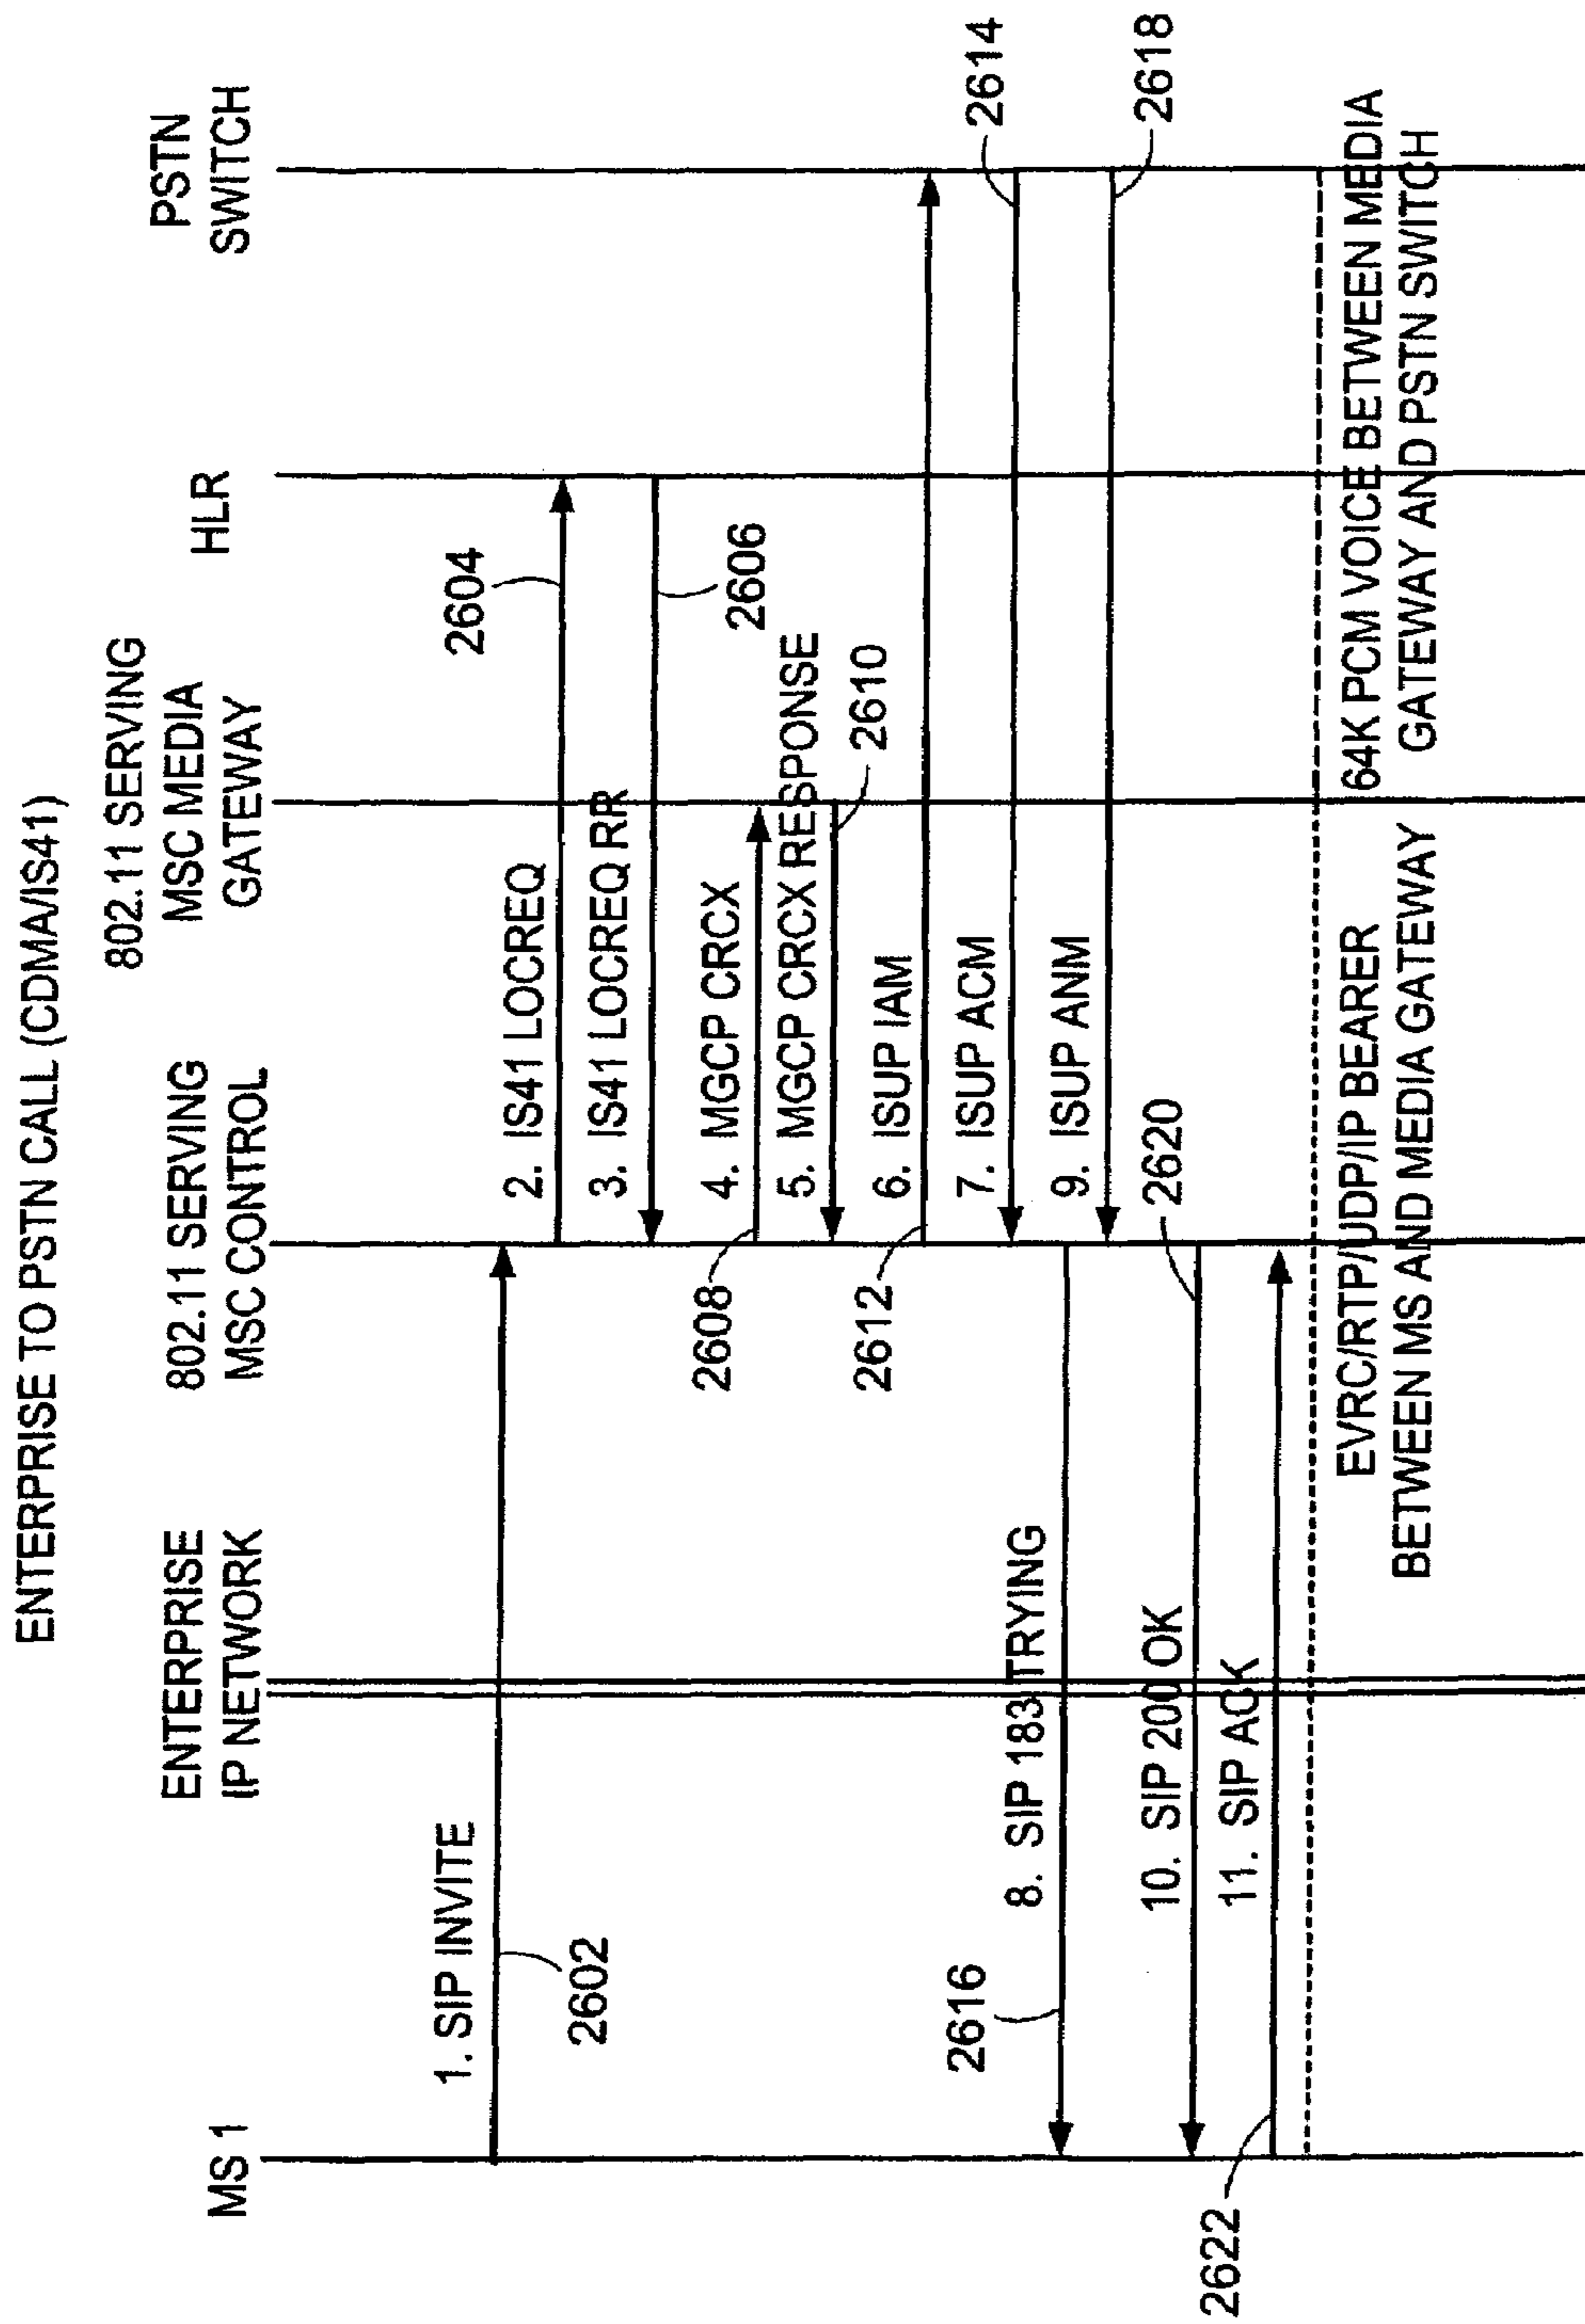 ENTERPRISE TO PSTN CALL (CDMA/IS41)
MS 1
ENTERPRISE
IP NETWORK
802.11 SERVING
MSC CONTROL
802.11 SERVING
MSC MEDIA
GATEWAY
HLR
PSTN
SWITCH
1. SIP INVITE
2602
2. IS41 LOCREQ
2604
3. IS41 LOCREQ RR
2606
4. MGCP CRCX
2608
5. MGCP CRCX RESPONSE
2610
6. ISUP IAM
2612
7. ISUP ACM
2614
8. SIP 183 TRYING
2616
9. ISUP ANM
2618
10. SIP 200 OK
2620
11. SIP ACK
2622
EVRC/RTP/UDP/IP BEARER
BETWEEN MS AND MEDIA GATEWAY
64K PCM VOICE BETWEEN MEDIA
GATEWAY AND PSTN SWITCH